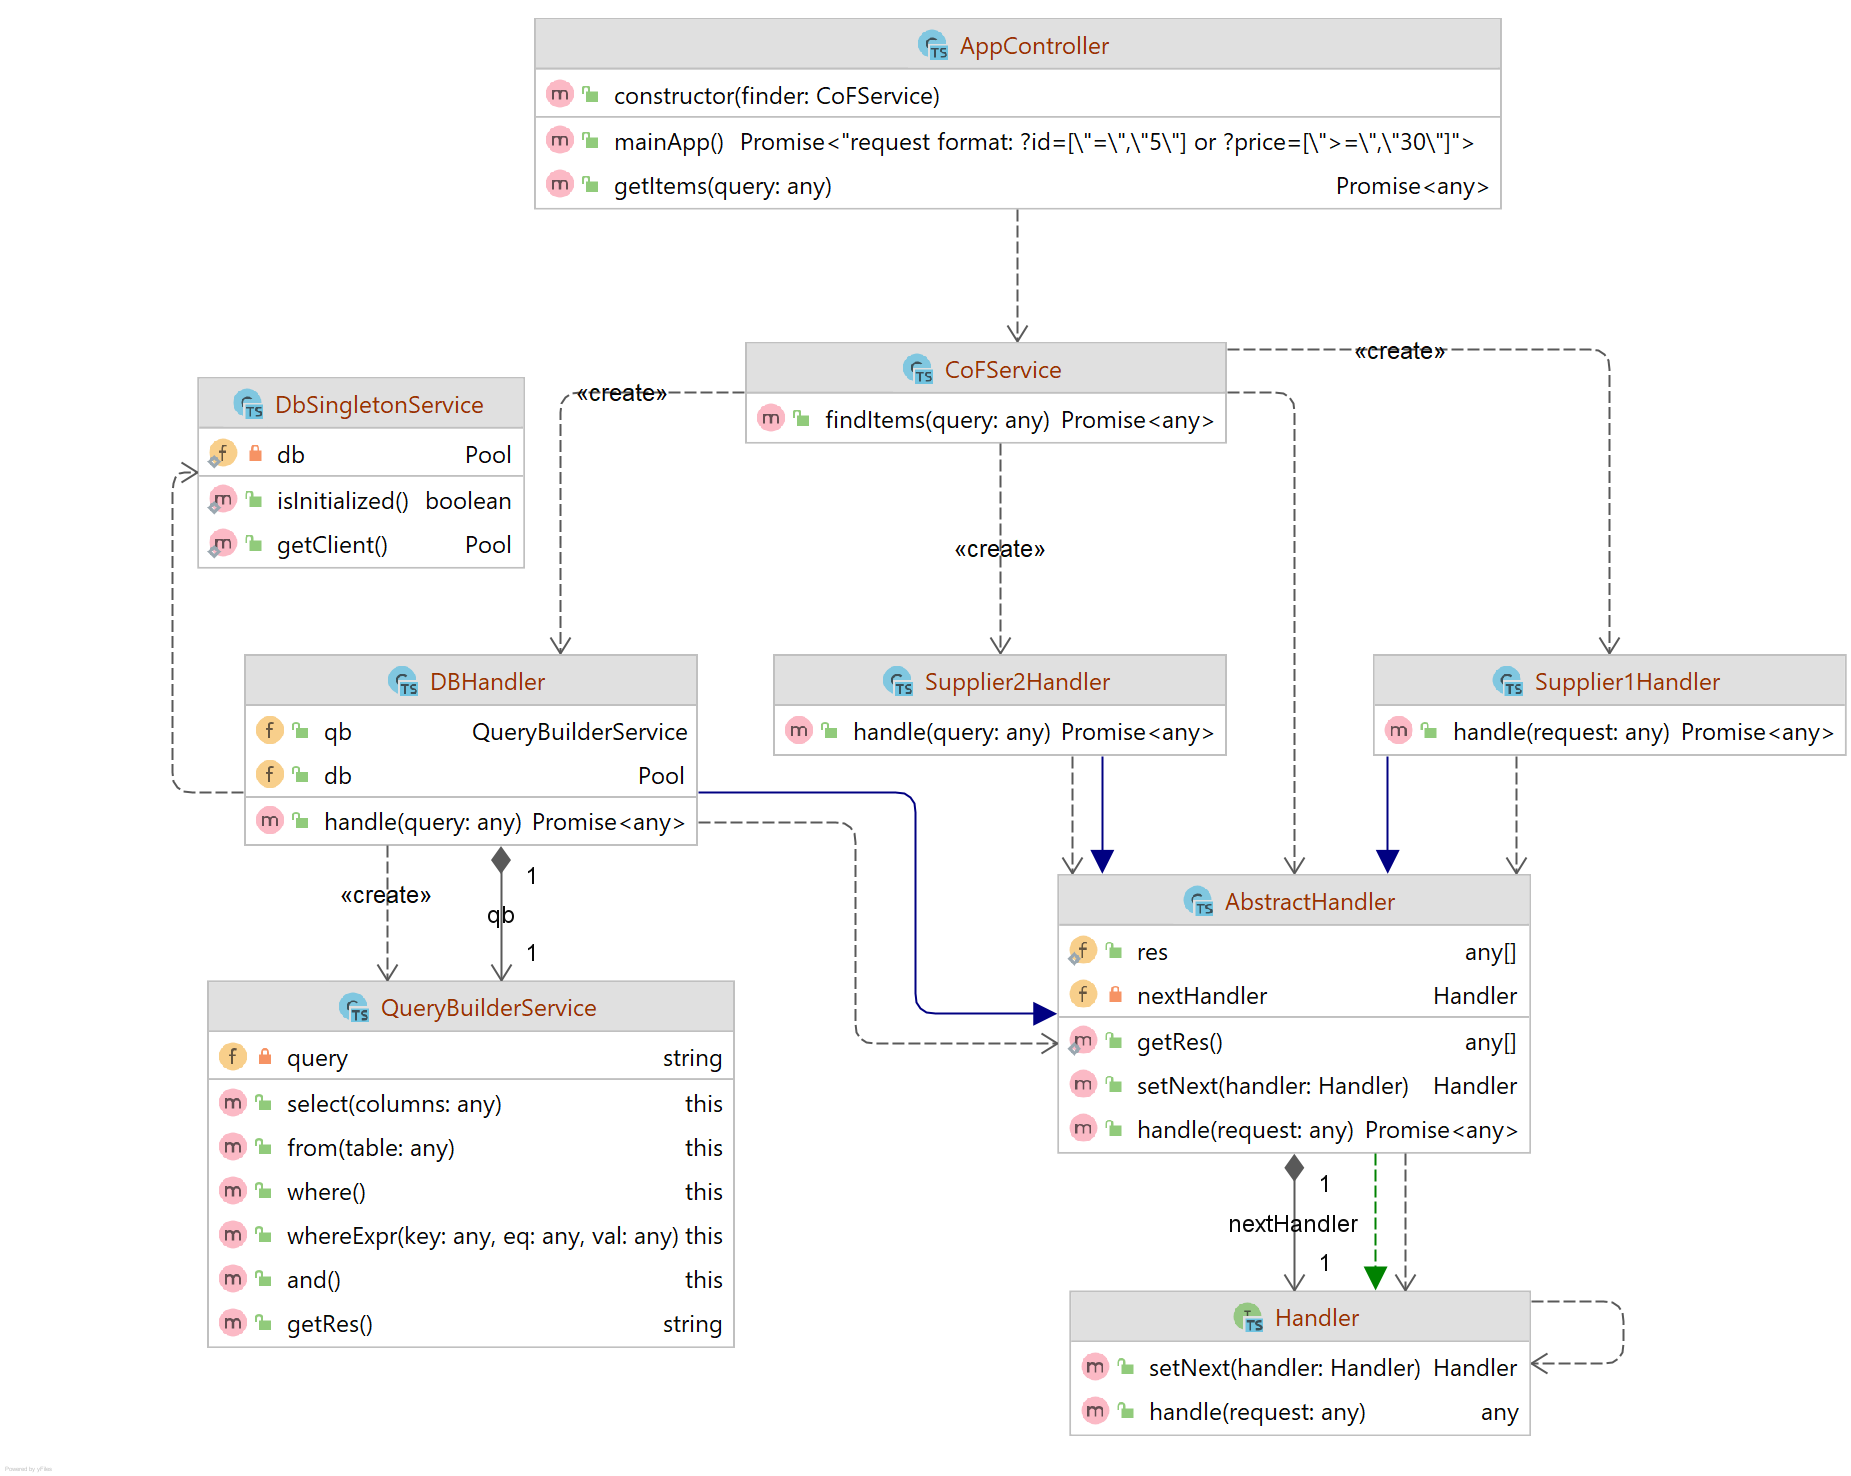 AppController
constructor(finder: CoFService)
mainApp() Promise<"request format: ?id=[\"=\",\"5\"] or ?price=[\">=\",\"30\"]">
getItems(query: any) Promise<any>
CoFService
findItems(query: any) Promise<any>
«create»
«create»
«create»
DbSingletonService
db Pool
isInitialized() boolean
getClient() Pool
DBHandler
qb QueryBuilderService
db Pool
handle(query: any) Promise<any>
Supplier2Handler
handle(query: any) Promise<any>
Supplier1Handler
handle(request: any) Promise<any>
«create»
1
qb
1
QueryBuilderService
query string
select(columns: any) this
from(table: any) this
where() this
whereExpr(key: any, eq: any, val: any) this
and() this
getRes() string
AbstractHandler
res any[]
nextHandler Handler
getRes() any[]
setNext(handler: Handler) Handler
handle(request: any) Promise<any>
1
nextHandler
1
Handler
setNext(handler: Handler) Handler
handle(request: any) any
Powered by yFiles